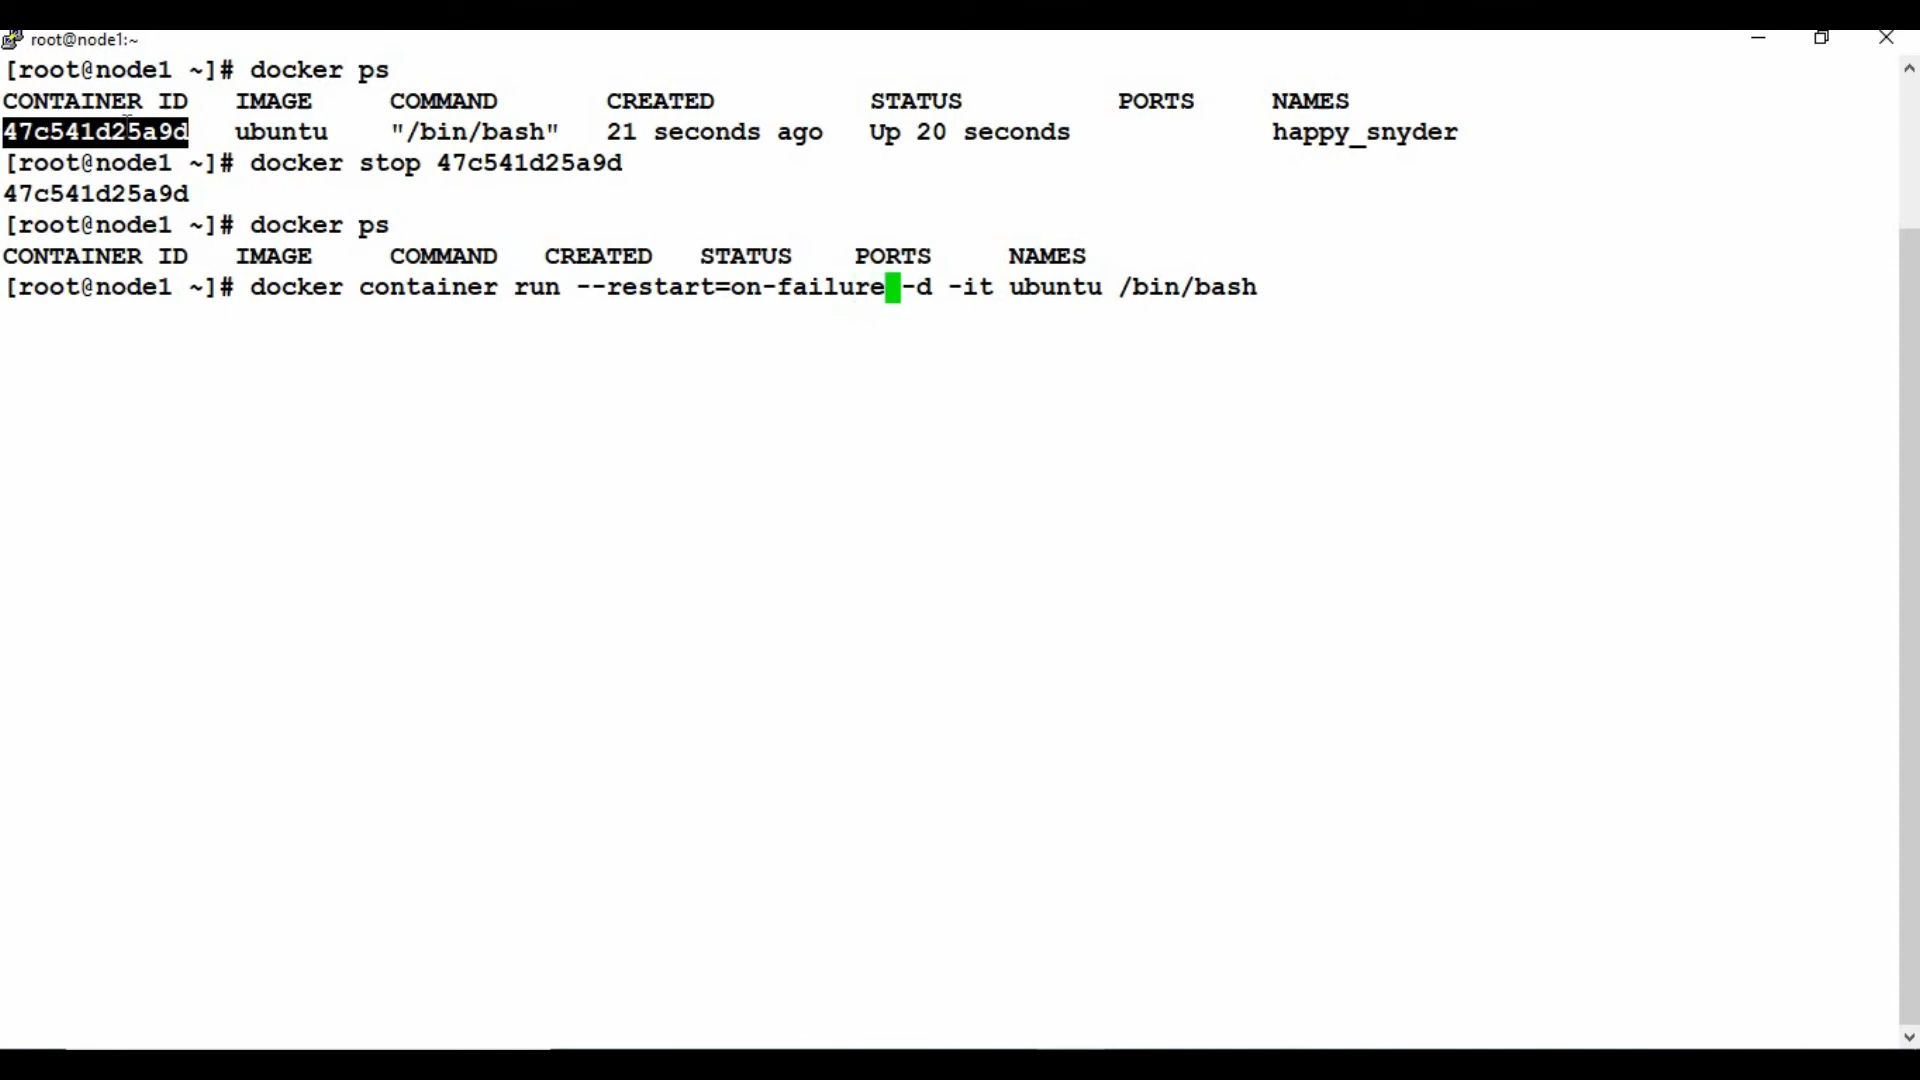 root@node1:~
[root@node1 ~]# docker ps
CONTAINER ID   IMAGE     COMMAND       CREATED          STATUS          PORTS     NAMES
47c541d25a9d   ubuntu    "/bin/bash"   21 seconds ago   Up 20 seconds             happy_snyder
[root@node1 ~]# docker stop 47c541d25a9d
47c541d25a9d
[root@node1 ~]# docker ps
CONTAINER ID   IMAGE     COMMAND   CREATED   STATUS    PORTS     NAMES
[root@node1 ~]# docker container run --restart=on-failure -d -it ubuntu /bin/bash